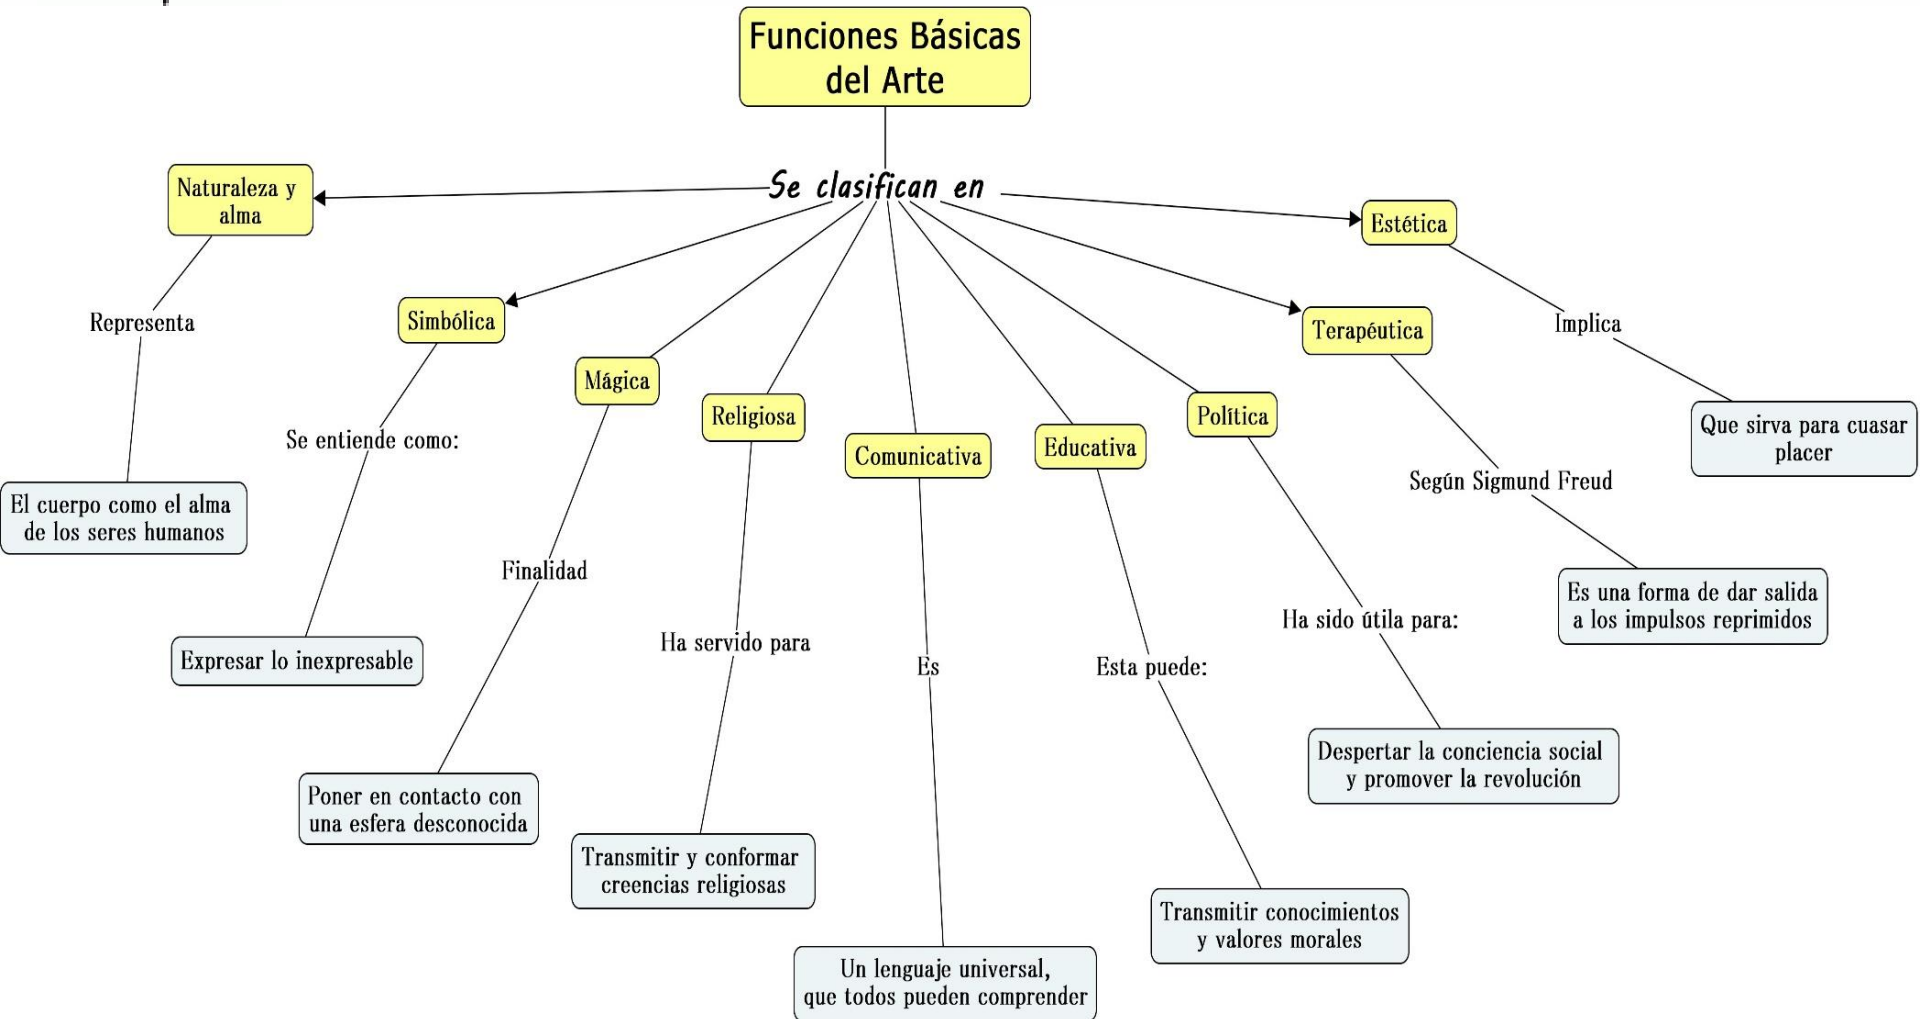 Funciones Básicas
del Arte
Se clasifican en
Naturaleza y
alma
Representa
El cuerpo como el alma
de los seres humanos
Simbólica
Se entiende como:
Expresar lo inexpresable
Mágica
Finalidad
Poner en contacto con
una esfera desconocida
Religiosa
Ha servido para
Transmitir y conformar
creencias religiosas
Comunicativa
Es
Un lenguaje universal,
que todos pueden comprender
Educativa
Esta puede:
Transmitir conocimientos
y valores morales
Política
Ha sido útila para:
Despertar la conciencia social
y promover la revolución
Terapéutica
Según Sigmund Freud
Es una forma de dar salida
a los impulsos reprimidos
Estética
Implica
Que sirva para cuasar
placer